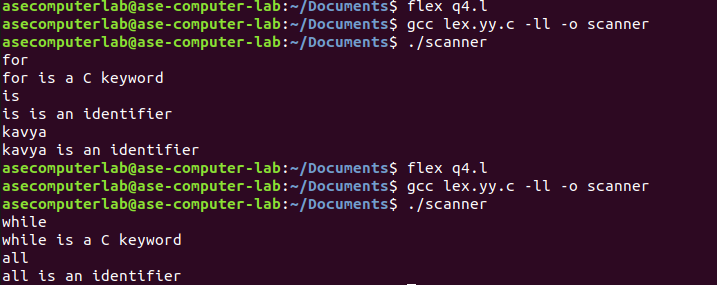 asecomputerlab@ase-computer-lab:~/Documents$ flex q4.l
asecomputerlab@ase-computer-lab:~/Documents$ gcc lex.yy.c -ll -o scanner
asecomputerlab@ase-computer-lab:~/Documents$ ./scanner
for
for is a C keyword
is
is is an identifier
kavya
kavya is an identifier
asecomputerlab@ase-computer-lab:~/Documents$ flex q4.l
asecomputerlab@ase-computer-lab:~/Documents$ gcc lex.yy.c -ll -o scanner
asecomputerlab@ase-computer-lab:~/Documents$ ./scanner
while
while is a C keyword
all
all is an identifier